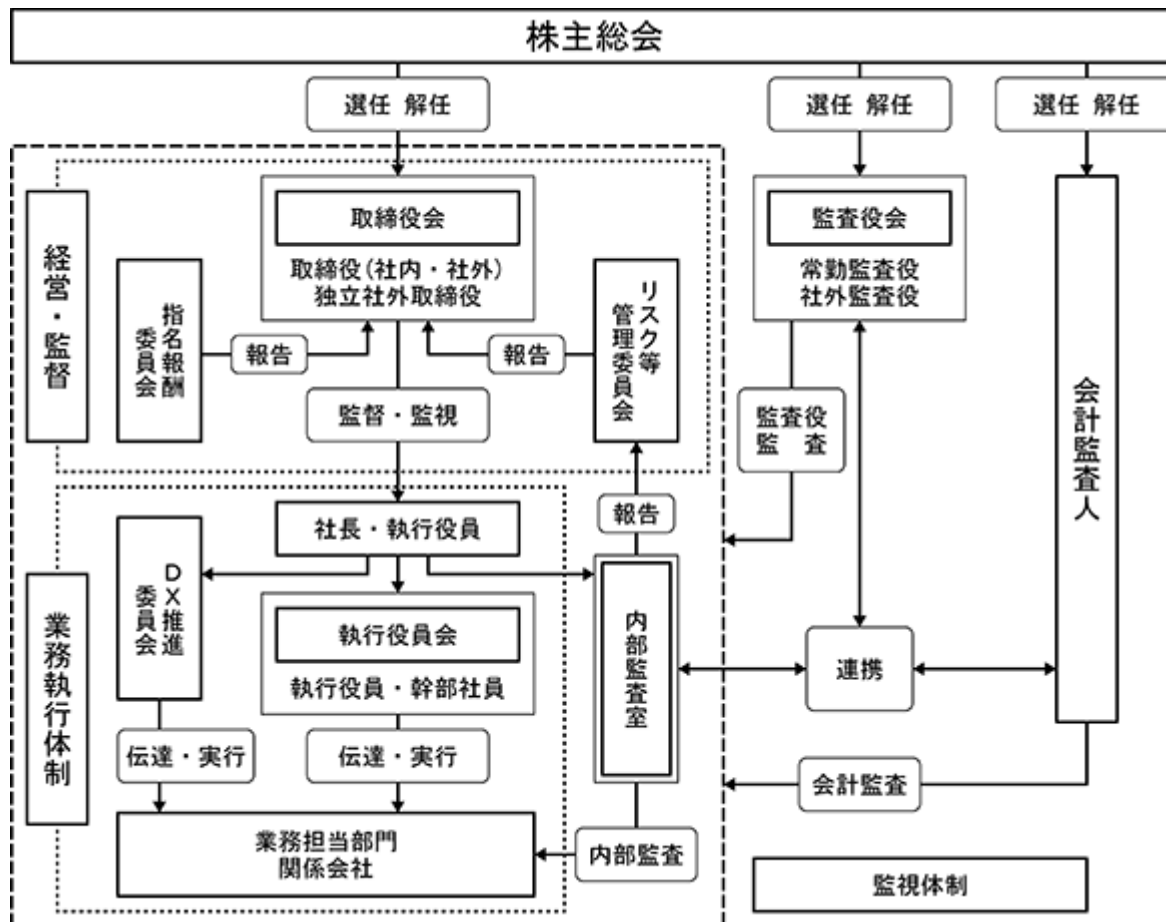 株主総会
選任 解任
選任 解任
選任 解任
経営・監督
取締役会
取締役(社内・社外)
独立社外取締役
監査役会
常勤監査役
社外監査役
会計監査人
指名報酬
委員会
報告
報告
リスク等
管理委員会
監督・監視
監査役
監　査
社長・執行役員
報告
業務執行体制
DX推進
委員会
執行役員会
執行役員・幹部社員
内部監査室
連携
伝達・実行
伝達・実行
会計監査
業務担当部門
関係会社
内部監査
監視体制